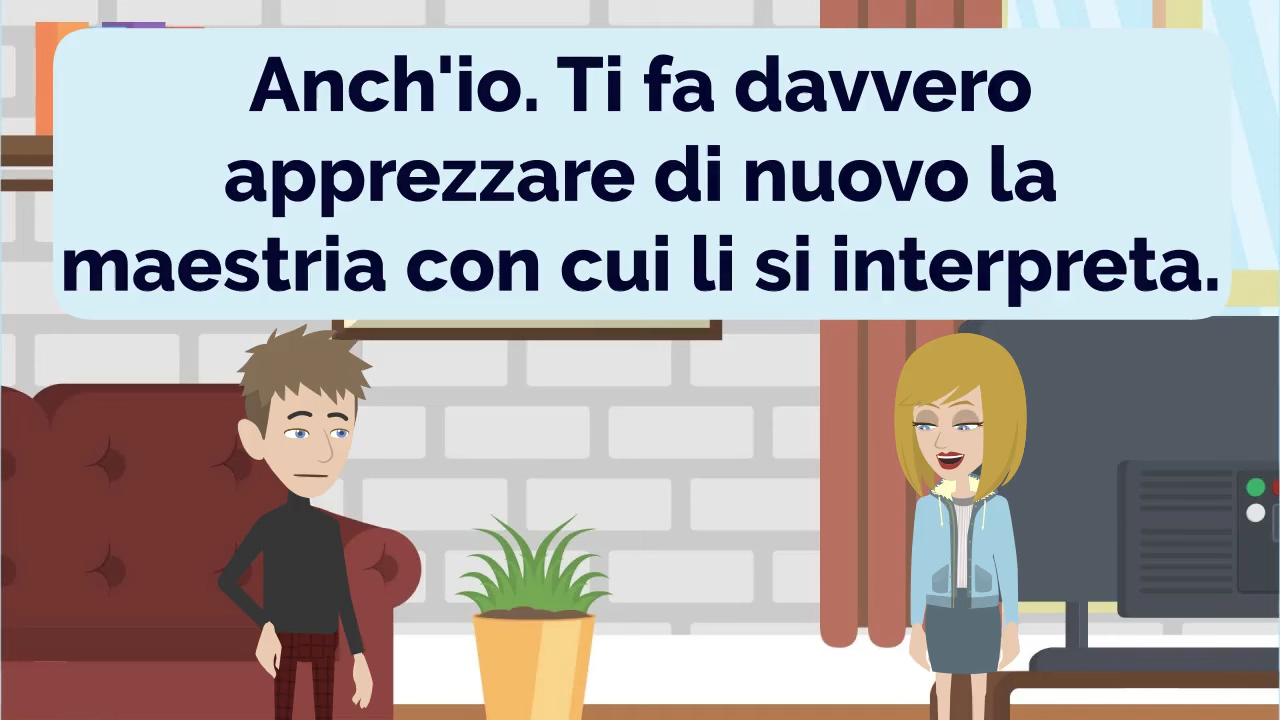 Anch'io. Ti fa davvero
apprezzare di nuovo la
maestria con cui li si interpreta.